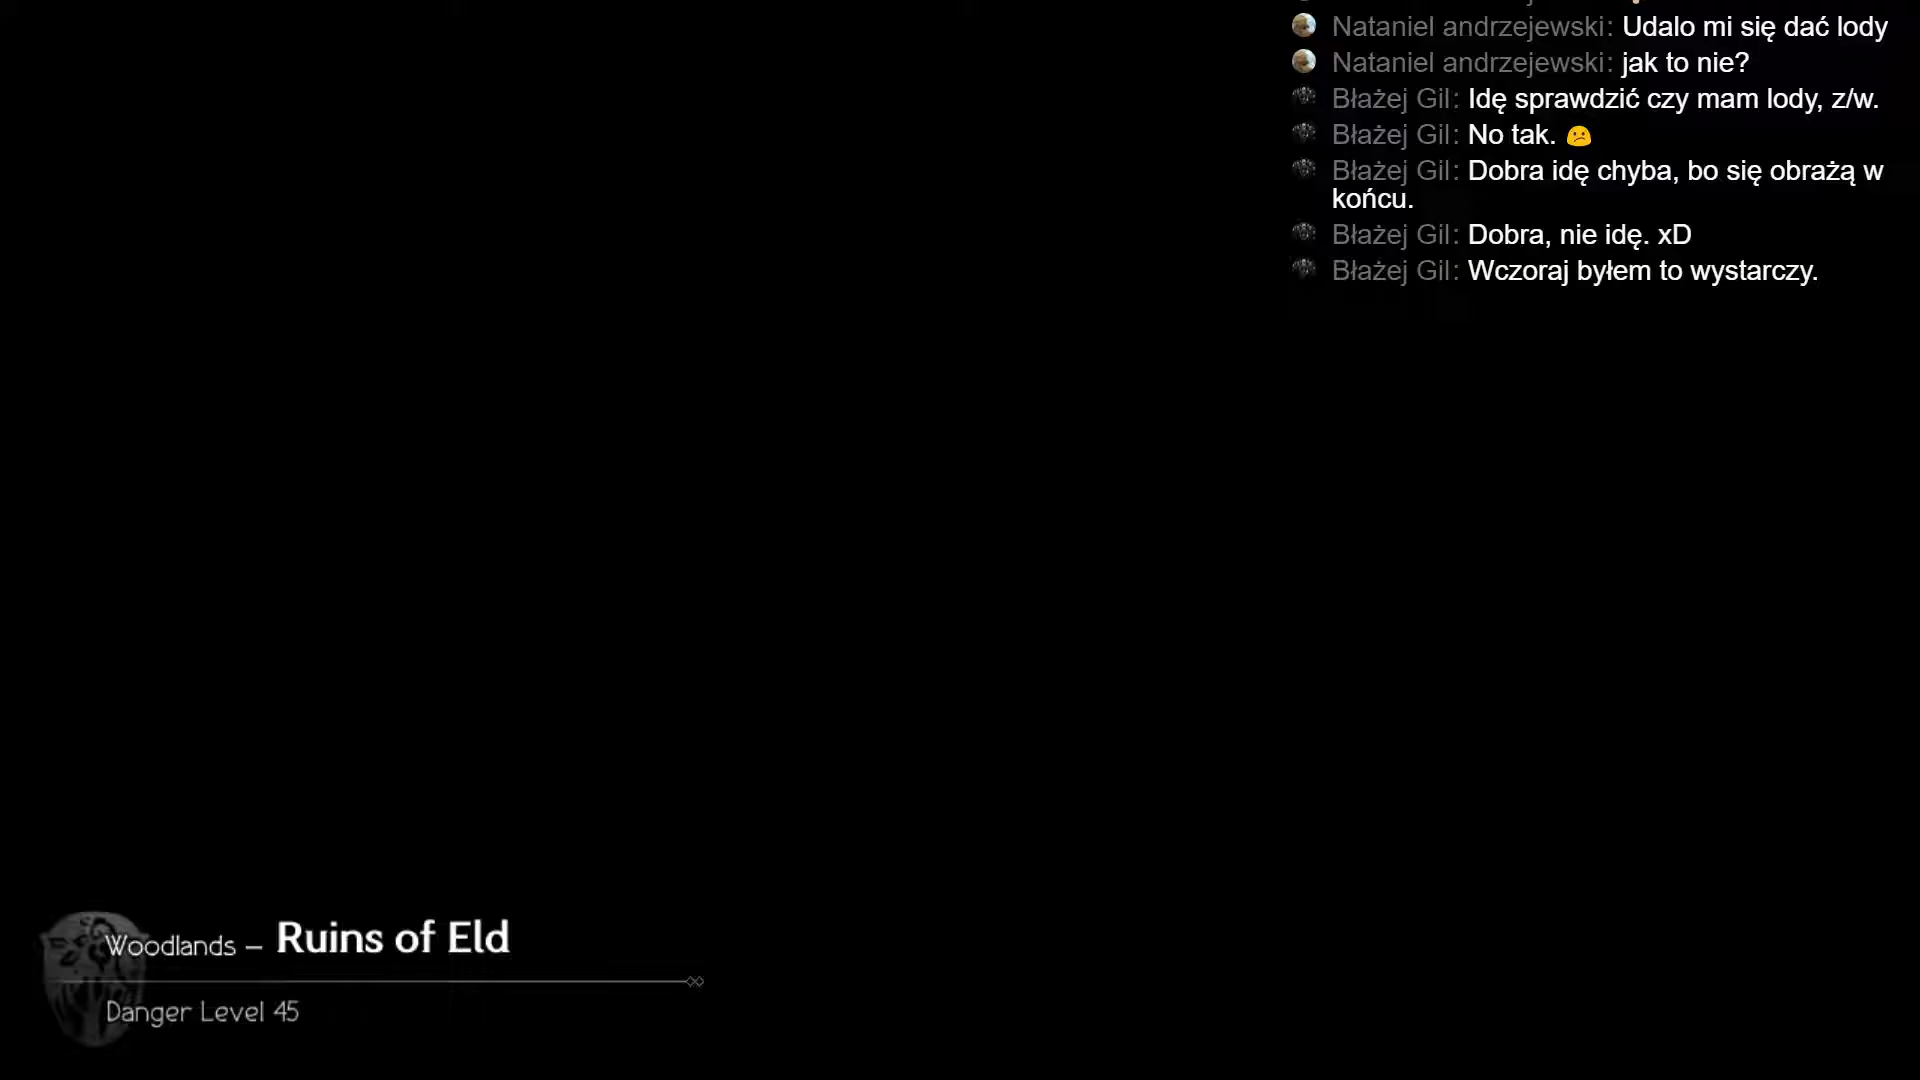 Nataniel andrzejewski: Udalo mi się dać lody
Nataniel andrzejewski: jak to nie?
Błażej Gil: Idę sprawdzić czy mam lody, z/w.
Błażej Gil: No tak. 😕
Błażej Gil: Dobra idę chyba, bo się obrażą w
końcu.
Błażej Gil: Dobra, nie idę. xD
Błażej Gil: Wczoraj byłem to wystarczy.
Woodlands – Ruins of Eld
Danger Level 45